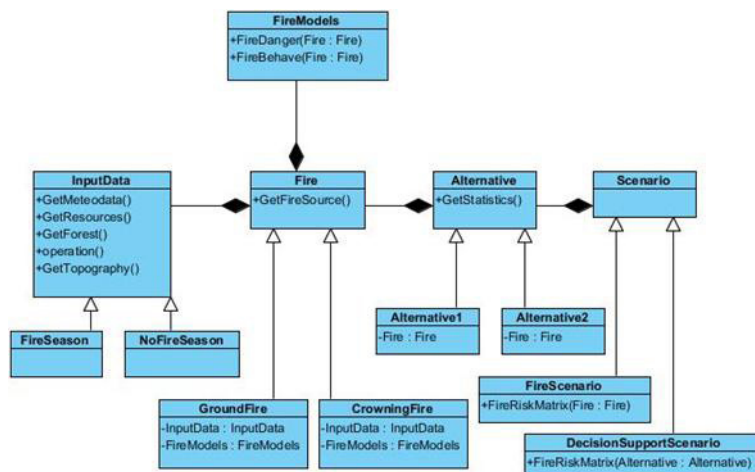 FireModels
+FireDanger(Fire : Fire)
+FireBehave(Fire : Fire)
InputData
+GetMeteodata()
+GetResources()
+GetForest()
+operation()
+GetTopography()
Fire
+GetFireSource()
Alternative
+GetStatistics()
Scenario
FireSeason
NoFireSeason
Alternative1
-Fire : Fire
Alternative2
-Fire : Fire
GroundFire
-InputData : InputData
-FireModels : FireModels
CrowningFire
-InputData : InputData
-FireModels : FireModels
FireScenario
+FireRiskMatrix(Fire : Fire)
DecisionSupportScenario
+FireRiskMatrix(Alternative : Alternative)